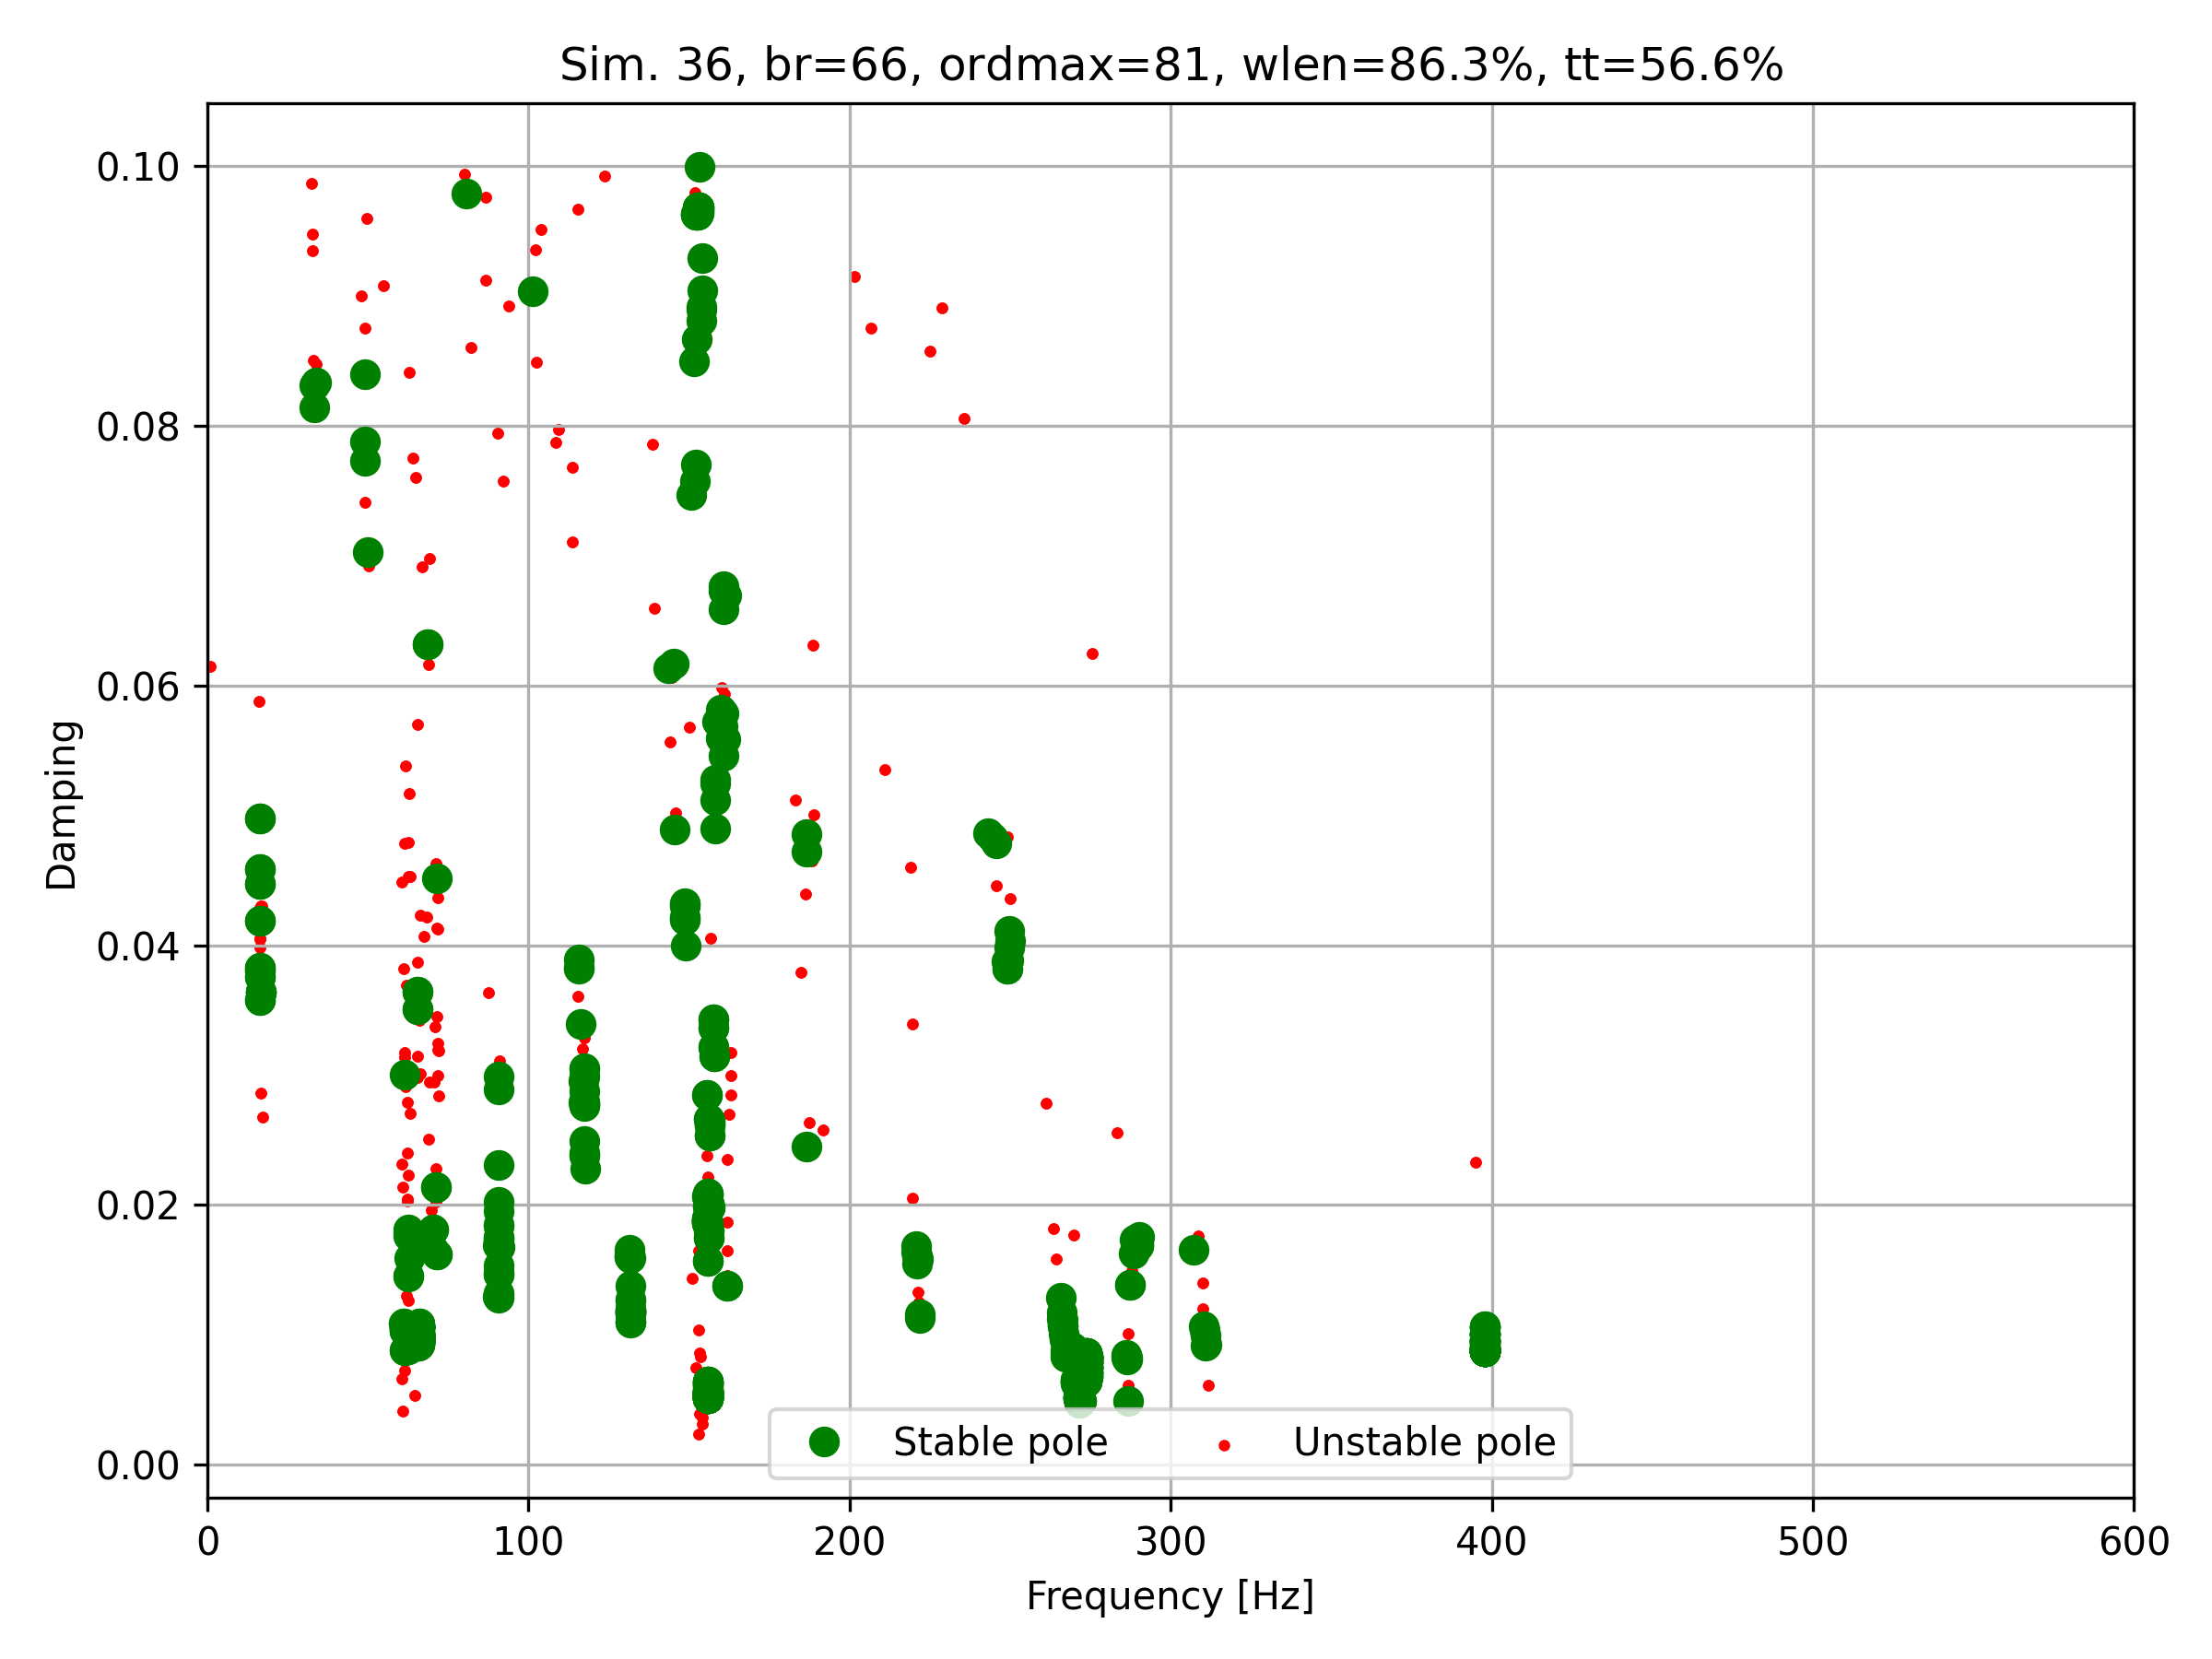 Sim. 36, br=66, ordmax=81, wlen=86.3%, tt=56.6%
0.10
0.08
0.06
0.04
0.02
0.00
Damping
Stable pole
Unstable pole
0
100
200
300
400
500
600
Frequency [Hz]